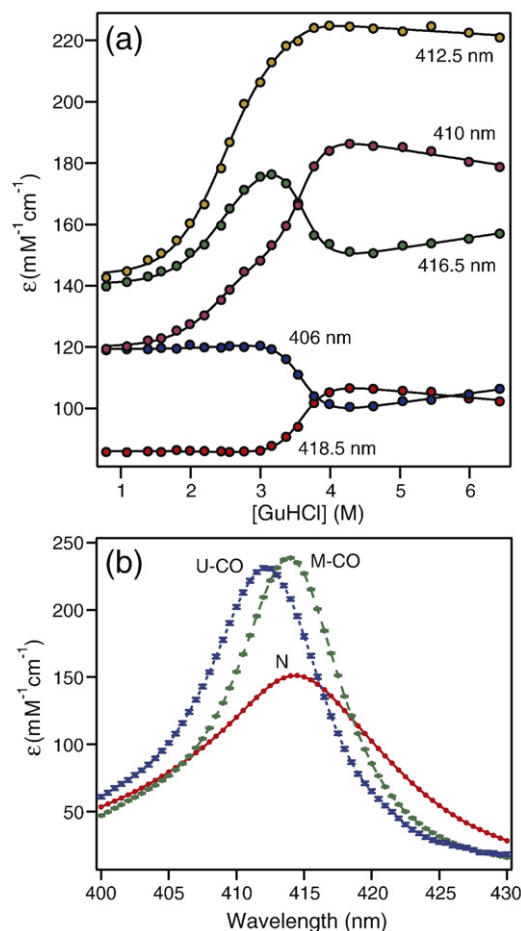 (a)
220
200
180
160
140
120
100
ε(mM⁻¹cm⁻¹)
412.5 nm
410 nm
416.5 nm
406 nm
418.5 nm
1 2 3 4 5 6
[GuHCl] (M)
(b)
250
200
150
100
50
ε(mM⁻¹cm⁻¹)
U-CO M-CO
N
400 405 410 415 420 425 430
Wavelength (nm)